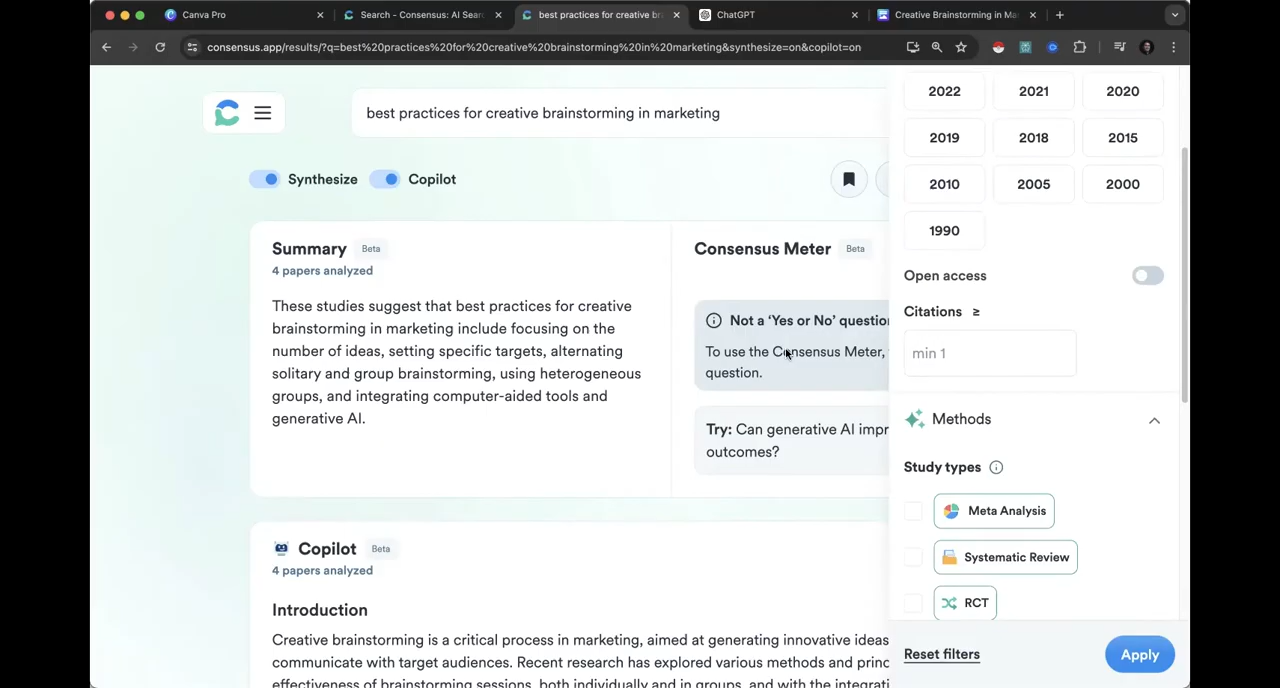 Canva Pro
Search - Consensus: AI Sear
best practices for creative br
ChatGPT
Creative Brainstorming in Ma
consensus.app/results/?q=best%20practices%20for%20creative%20brainstorming%20in%20marketing&synthesize=on&copilot=on
best practices for creative brainstorming in marketing
Synthesize
Copilot
Summary Beta
4 papers analyzed
These studies suggest that best practices for creative
brainstorming in marketing include focusing on the
number of ideas, setting specific targets, alternating
solitary and group brainstorming, using heterogeneous
groups, and integrating computer-aided tools and
generative AI.
Consensus Meter Beta
Not a ‘Yes or No’ question
To use the Consensus Meter,
question.
Try: Can generative AI impr
outcomes?
Copilot Beta
4 papers analyzed
Introduction
Creative brainstorming is a critical process in marketing, aimed at generating innovative ideas
communicate with target audiences. Recent research has explored various methods and princ
effectiveness of brainstorming sessions, both individually and in groups, and with the integrati
2022 2021 2020
2019 2018 2015
2010 2005 2000
1990
Open access
Citations ≥
min 1
Methods
Study types
Meta Analysis
Systematic Review
RCT
Reset filters
Apply